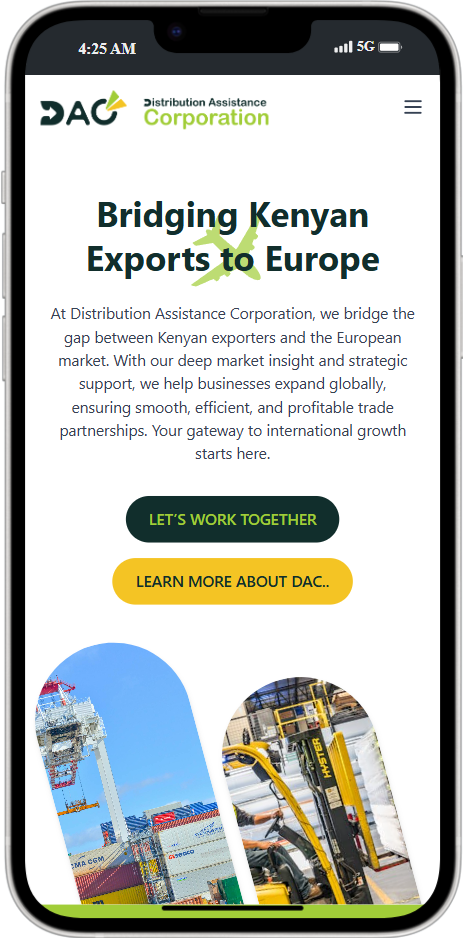 4:25 AM 5G
DAC Distribution Assistance
Corporation
Bridging Kenyan
Exports to Europe
At Distribution Assistance Corporation, we bridge the
gap between Kenyan exporters and the European
market. With our deep market insight and strategic
support, we help businesses expand globally,
ensuring smooth, efficient, and profitable trade
partnerships. Your gateway to international growth
starts here.
LET'S WORK TOGETHER
LEARN MORE ABOUT DAC..
HYSTER
CMA CGM